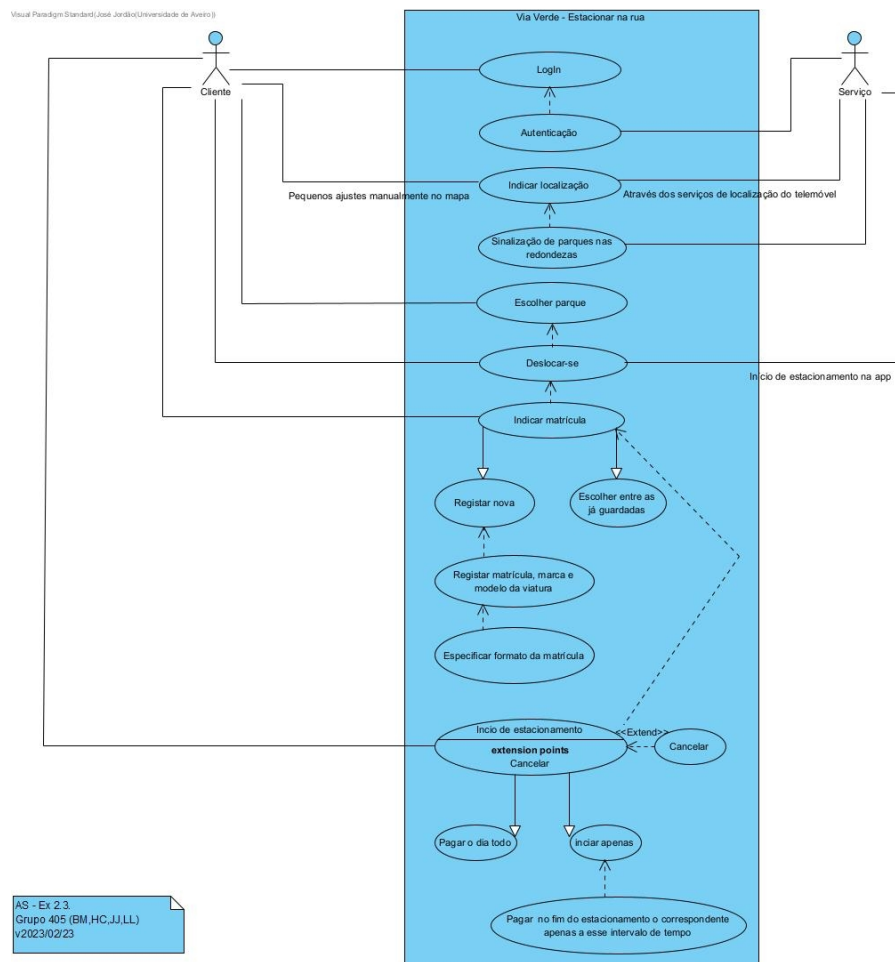 Visual Paradigm Standard(José Jordão(Universidade de Aveiro))
Via Verde - Estacionar na rua
Cliente
Serviço
LogIn
Autenticação
Indicar localização
Pequenos ajustes manualmente no mapa
Através dos serviços de localização do telemóvel
Sinalização de parques nas
redondezas
Escolher parque
Deslocar-se
Início de estacionamento na app
Indicar matrícula
Registar nova
Escolher entre as
já guardadas
Registar matrícula, marca e
modelo da viatura
Especificar formato da matrícula
Incio de estacionamento
<<Extend>>
extension points
Cancelar
Cancelar
Pagar o dia todo
inciar apenas
Pagar no fim do estacionamento o correspondente
apenas a esse intervalo de tempo
AS - Ex 2.3.
Grupo 405 (BM,HC,JJ,LL)
v2023/02/23